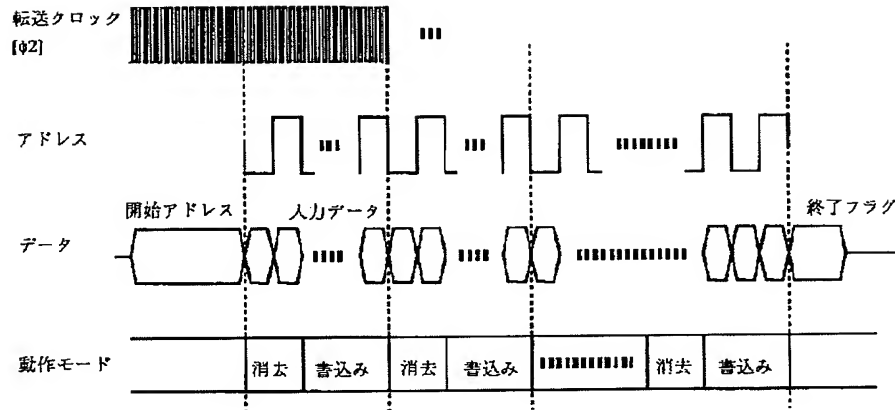 転送クロック
[φ2]
アドレス
開始アドレス 入力データ 終了フラグ
データ
動作モード 消去 書込み 消去 書込み 消去 書込み